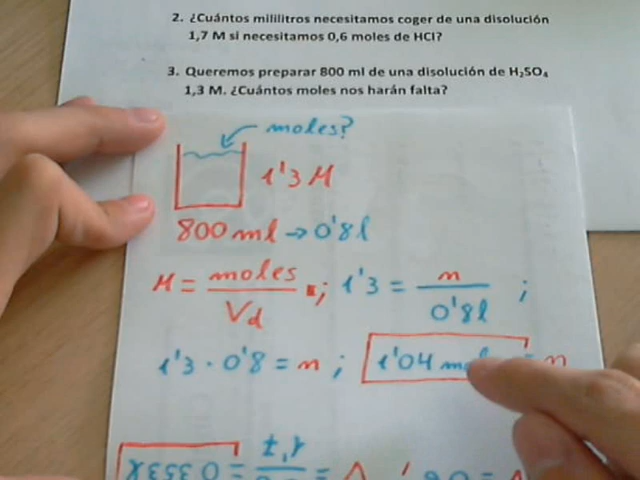 2. ¿Cuántos mililitros necesitamos coger de una disolución
1,7 M si necesitamos 0,6 moles de HCl?
3. Queremos preparar 800 ml de una disolución de H₂SO₄
1,3 M. ¿Cuántos moles nos harán falta?
moles?
1'3 M
800 ml → 0'8 l
M = moles / Vd ; 1'3 = n / 0'8 l ;
1'3 · 0'8 = n ; 1'04 = n